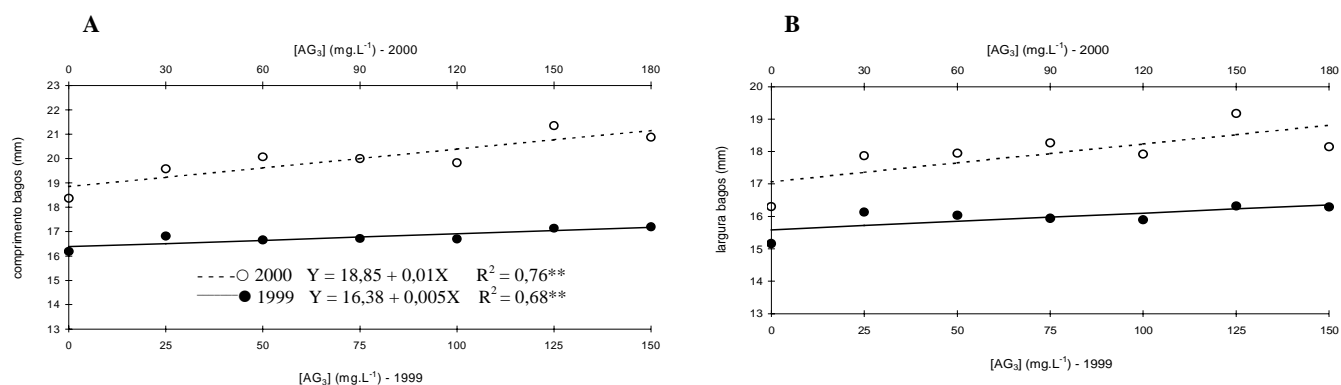 A
[AG₃] (mg.L⁻¹) - 2000
0 30 60 90 120 150 180
23
22
21
20
19
18
17
16
15
14
13
comprimento bagos (mm)
2000 Y = 18,85 + 0,01X R² = 0,76**
1999 Y = 16,38 + 0,005X R² = 0,68**
0 25 50 75 100 125 150
[AG₃] (mg.L⁻¹) - 1999
B
[AG₃] (mg.L⁻¹) - 2000
0 30 60 90 120 150 180
20
19
18
17
16
15
14
13
largura bagos (mm)
0 25 50 75 100 125 150
[AG₃] (mg.L⁻¹) - 1999